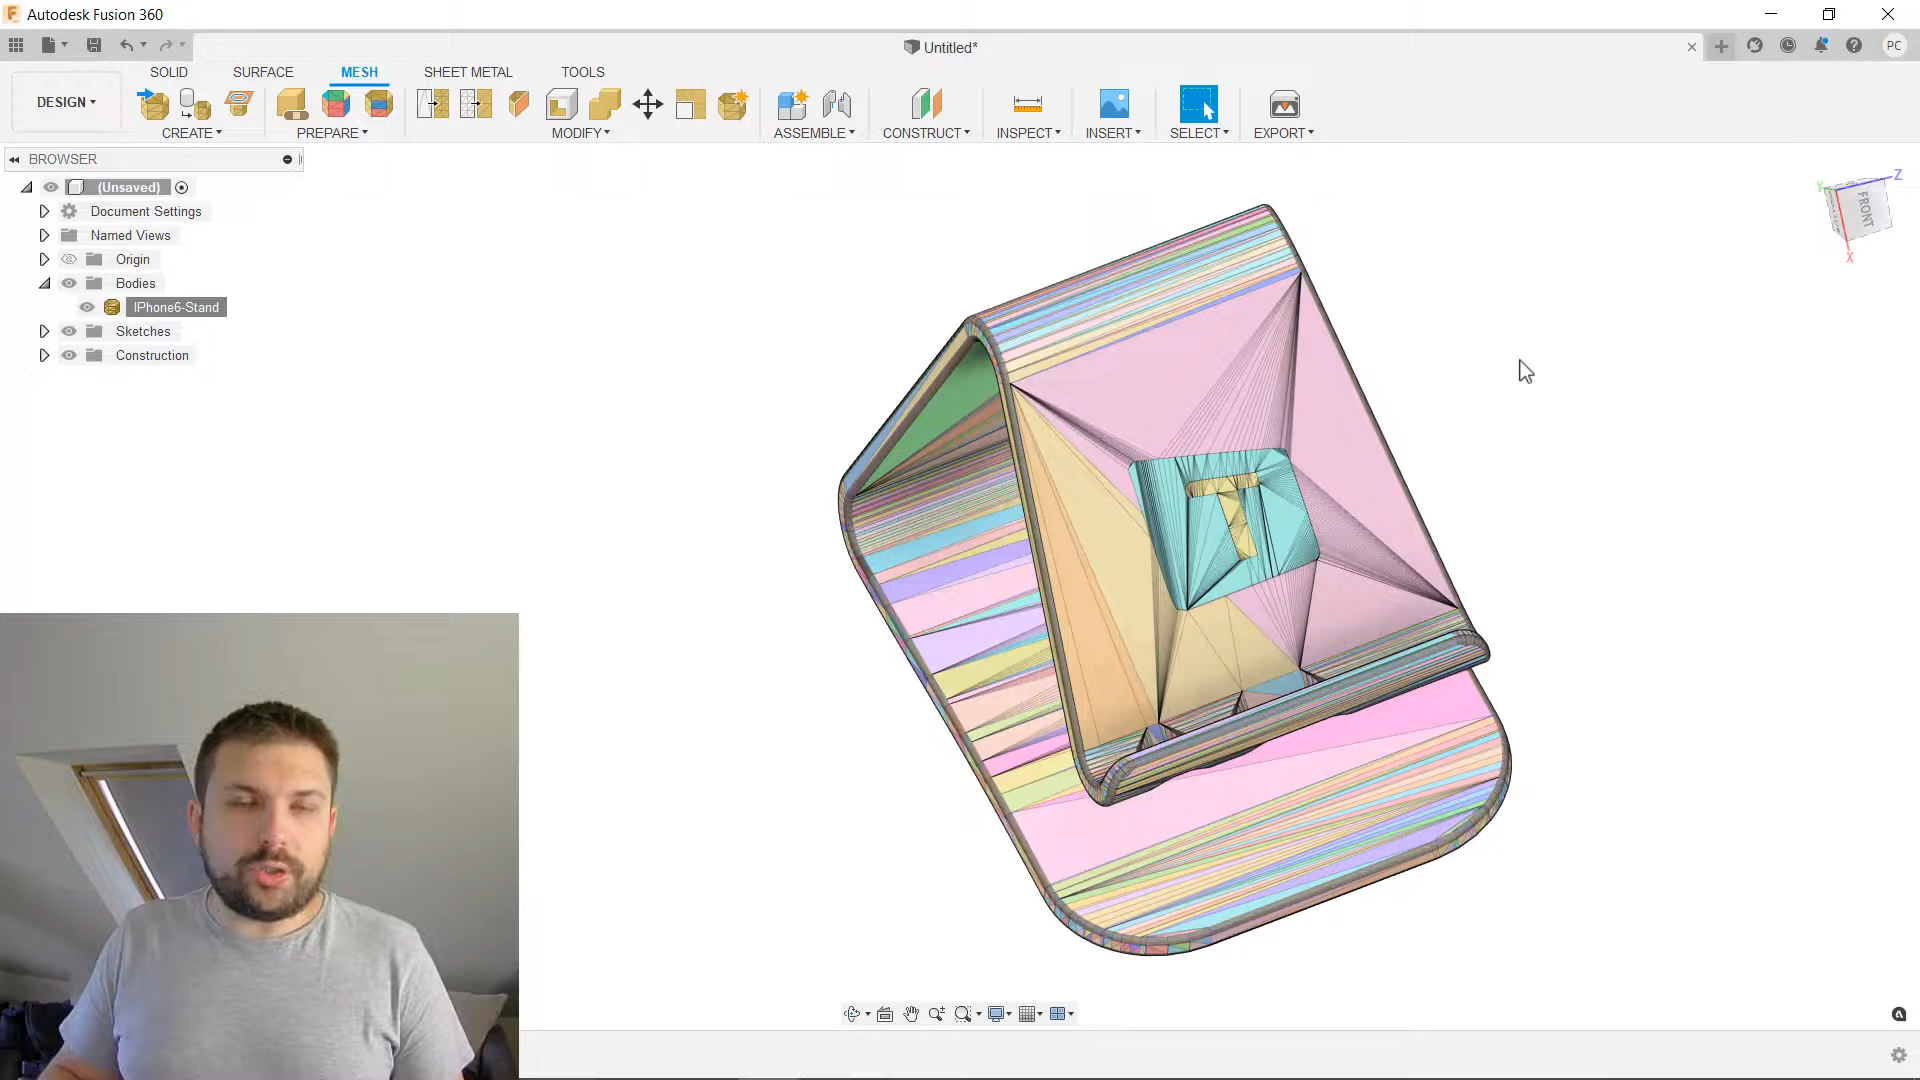 Autodesk Fusion 360
Untitled*
PC
SOLID SURFACE MESH SHEET METAL TOOLS
DESIGN
CREATE PREPARE MODIFY ASSEMBLE CONSTRUCT INSPECT INSERT SELECT EXPORT
BROWSER
(Unsaved)
Document Settings
Named Views
Origin
Bodies
IPhone6-Stand
Sketches
Construction
Y Z
FRONT
X